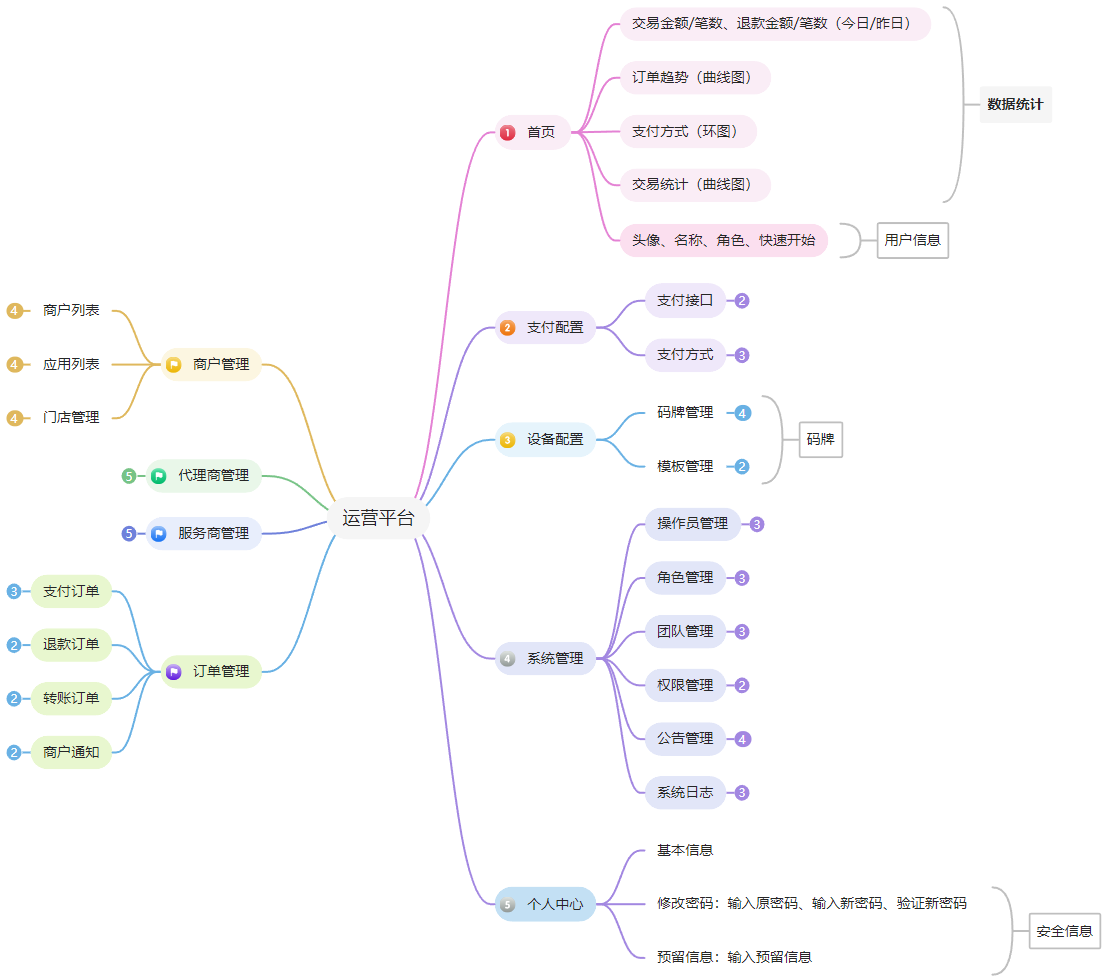 运营平台
1 首页
交易金额/笔数、退款金额/笔数（今日/昨日）
订单趋势（曲线图）
支付方式（环图）
交易统计（曲线图）
数据统计
头像、名称、角色、快速开始
用户信息
2 支付配置
支付接口 2
支付方式 3
3 设备配置
码牌管理 4
模板管理 2
码牌
4 系统管理
操作员管理 3
角色管理 3
团队管理 3
权限管理 2
公告管理 4
系统日志 3
5 个人中心
基本信息
修改密码：输入原密码、输入新密码、验证新密码
预留信息：输入预留信息
安全信息
商户管理
4 商户列表
4 应用列表
4 门店管理
5 代理商管理
5 服务商管理
订单管理
3 支付订单
2 退款订单
2 转账订单
2 商户通知